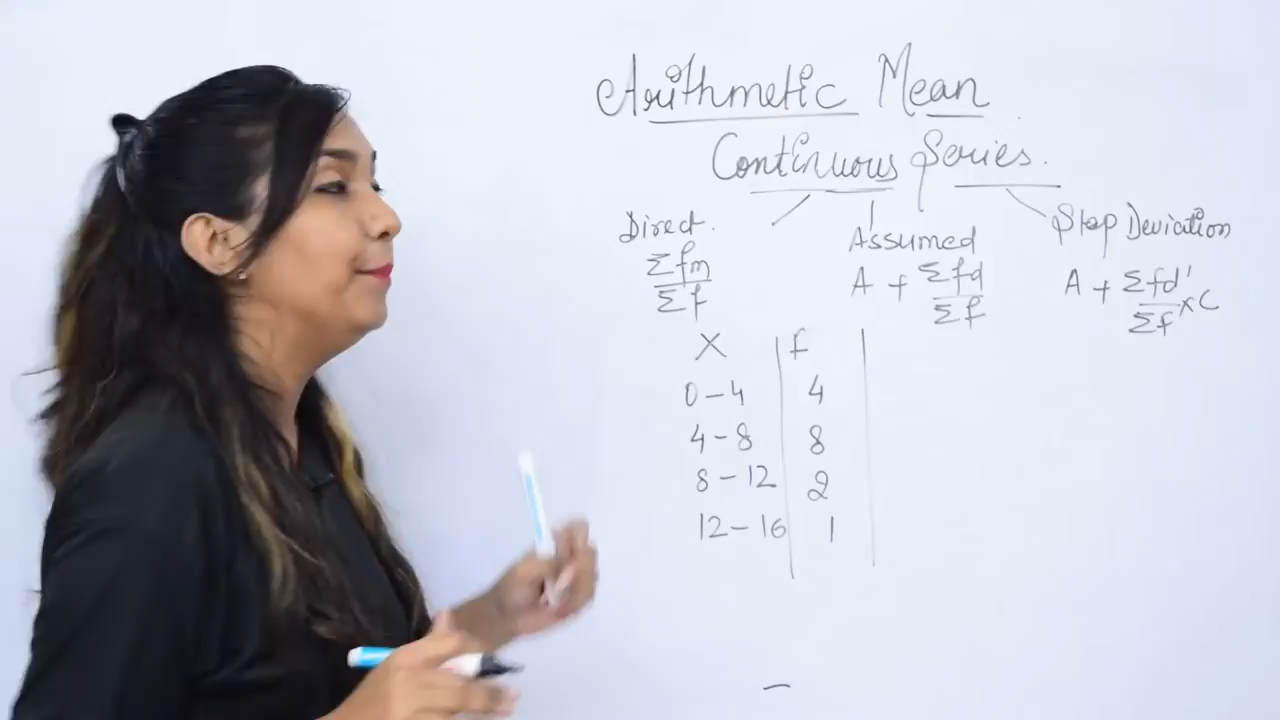 Arithmetic Mean
Continuous Series.
Direct.
Σfm
Σf
Assumed
A + Σfd
Σf
Step Deviation
A + Σfd'
Σf × C
X f
0-4 4
4-8 8
8-12 2
12-16 1